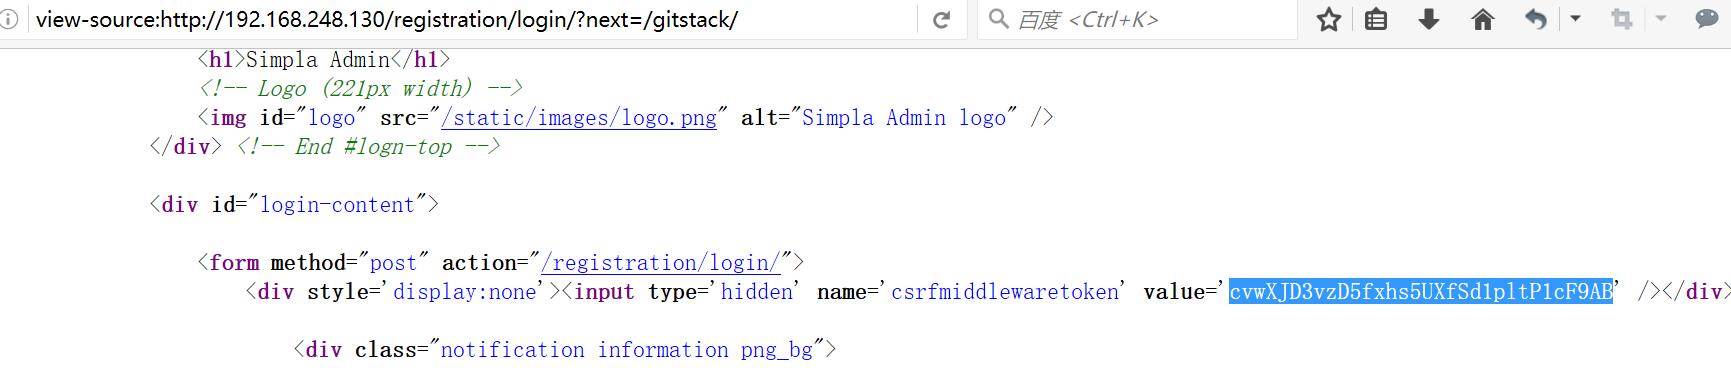 view-source:http://192.168.248.130/registration/login/?next=/gitstack/
百度 <Ctrl+K>
<h1>Simpla Admin</h1>
<!-- Logo (221px width) -->
<img id="logo" src="/static/images/logo.png" alt="Simpla Admin logo" />
</div> <!-- End #logn-top -->
<div id="login-content">
<form method="post" action="/registration/login/">
<div style='display:none'><input type='hidden' name='csrfmiddlewaretoken' value='cvwXJD3vzD5fxhs5UXfSd1pltP1cF9AB' /></div>
<div class="notification information png_bg">